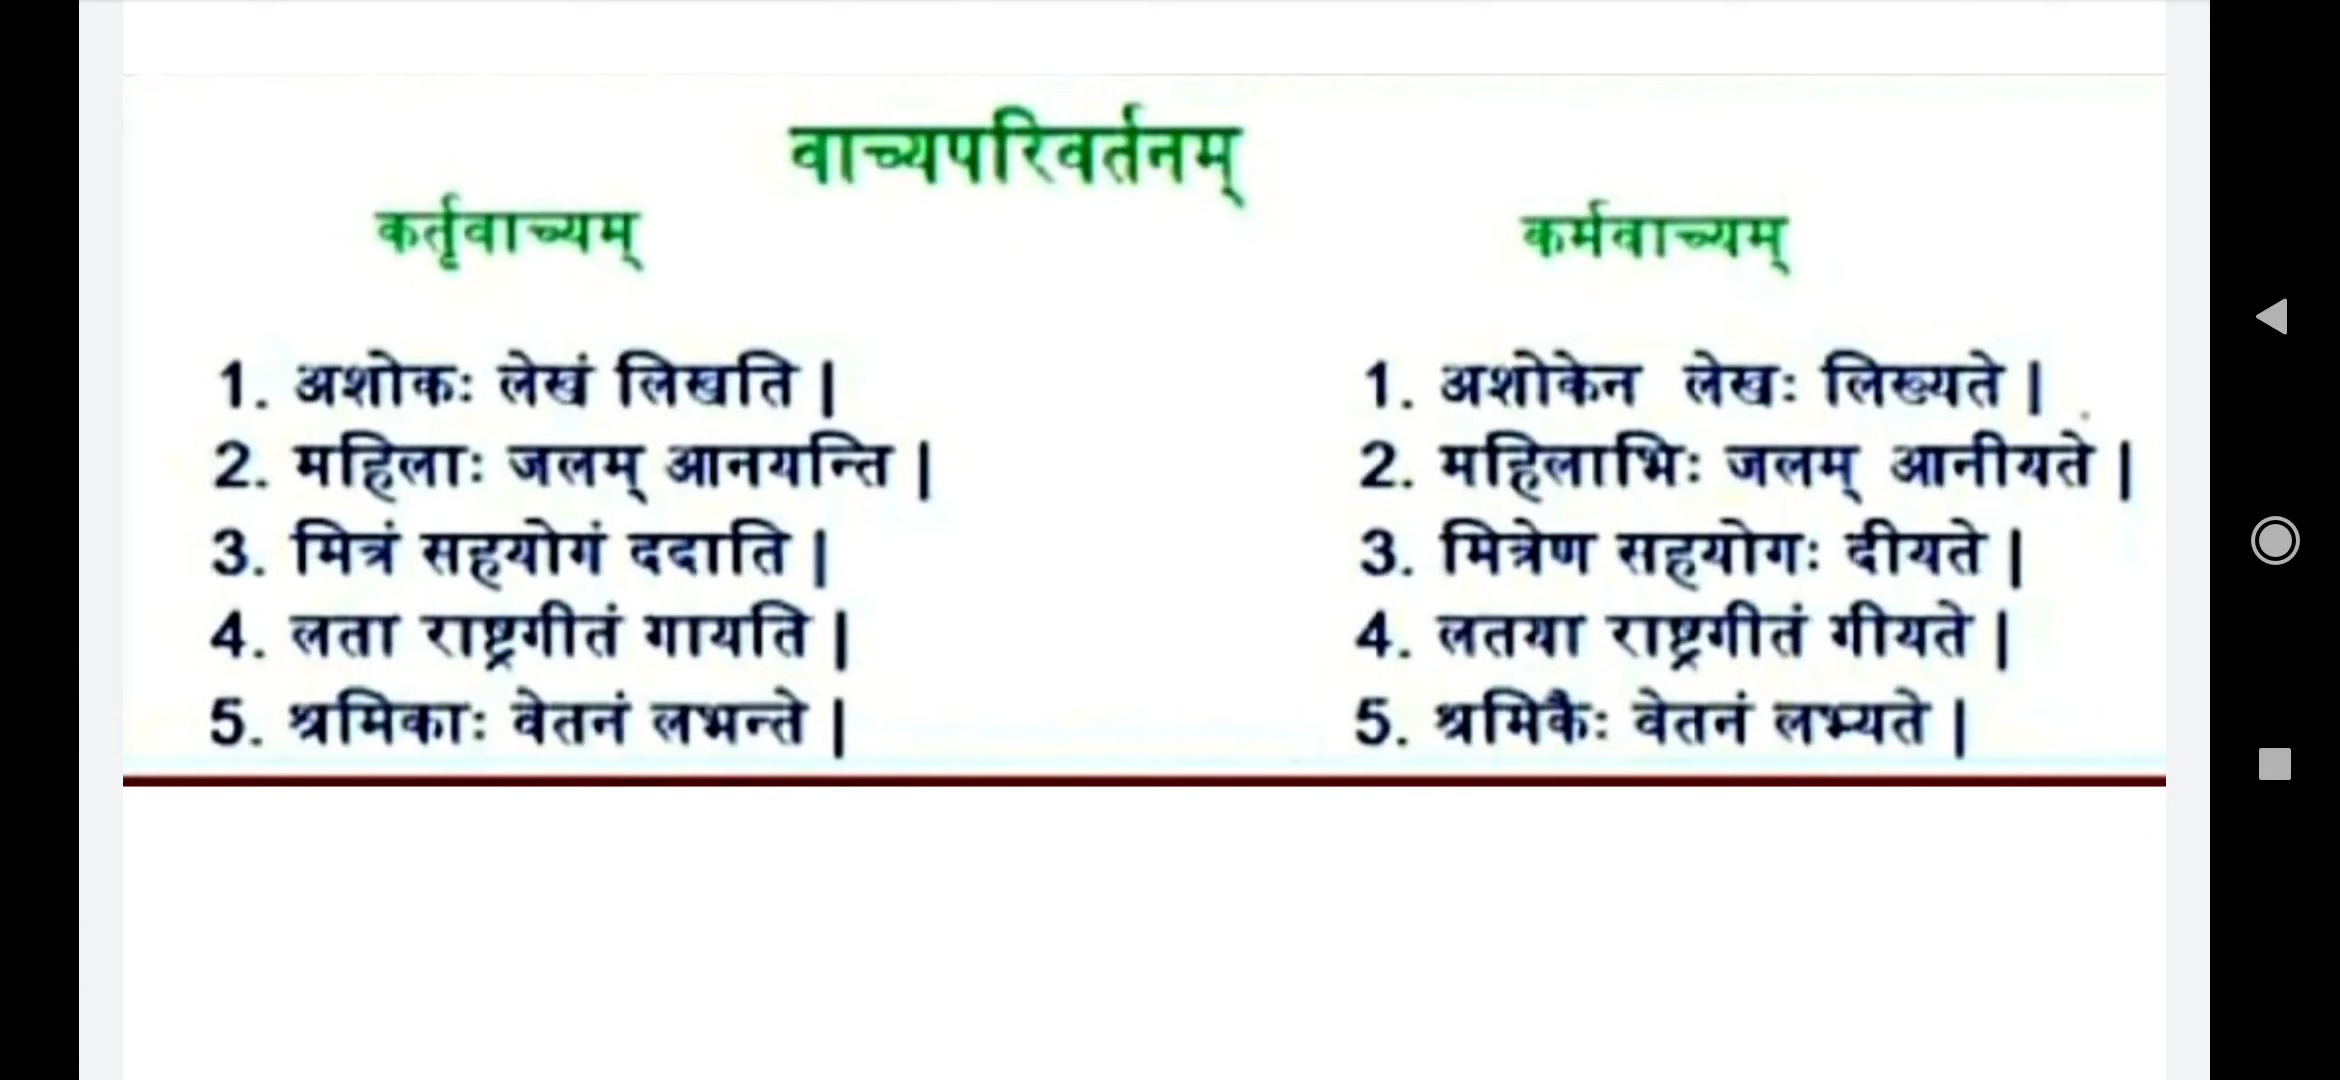 वाच्यपरिवर्तनम्
कर्तृवाच्यम्
कर्मवाच्यम्
1. अशोकः लेखं लिखति |
1. अशोकेन लेखः लिख्यते |
2. महिलाः जलम् आनयन्ति |
2. महिलाभिः जलम् आनीयते |
3. मित्रं सहयोगं ददाति |
3. मित्रेण सहयोगः दीयते |
4. लता राष्ट्रगीतं गायति |
4. लतया राष्ट्रगीतं गीयते |
5. श्रमिकाः वेतनं लभन्ते |
5. श्रमिकैः वेतनं लभ्यते |